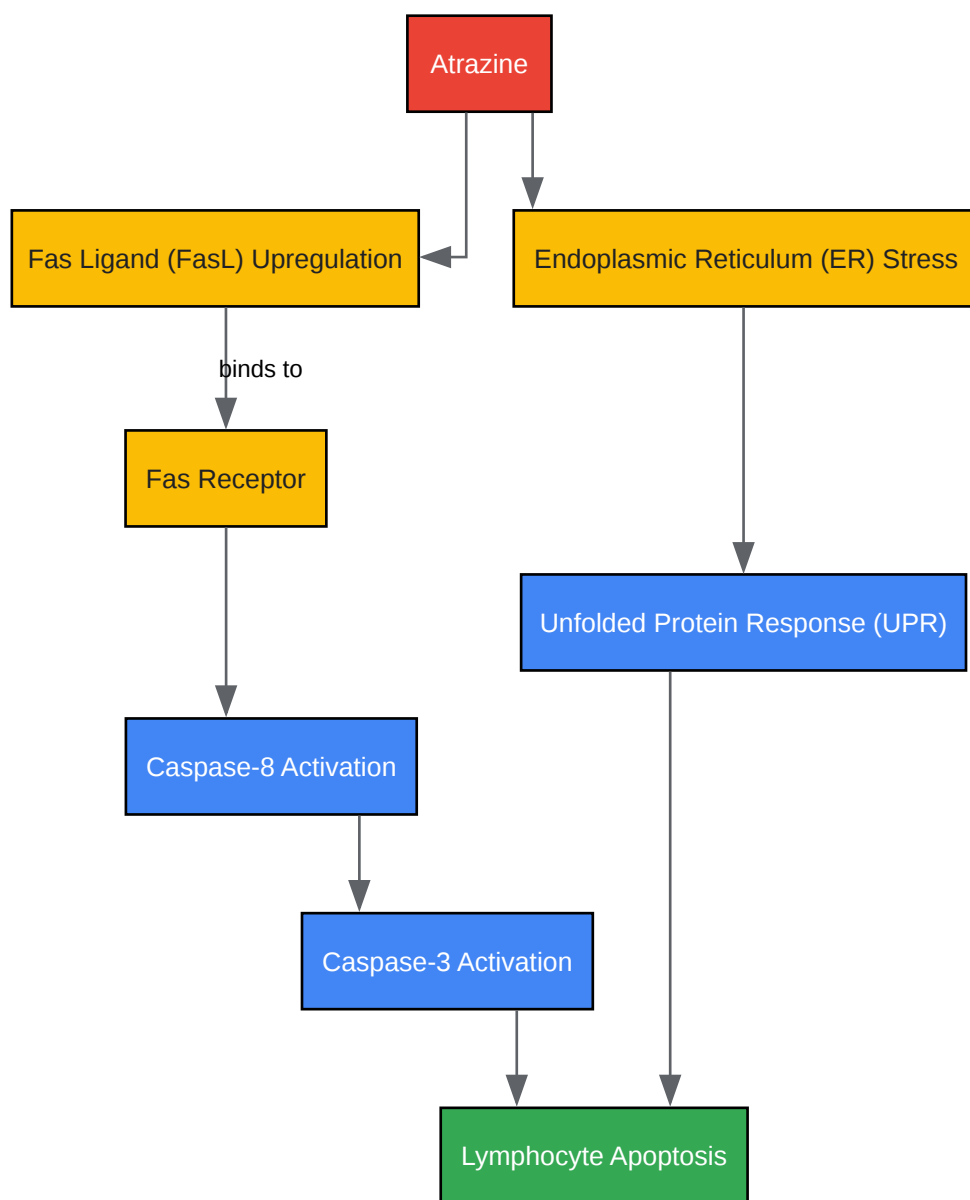 Atrazine
Fas Ligand (FasL) Upregulation
Endoplasmic Reticulum (ER) Stress
binds to
Fas Receptor
Unfolded Protein Response (UPR)
Caspase-8 Activation
Caspase-3 Activation
Lymphocyte Apoptosis